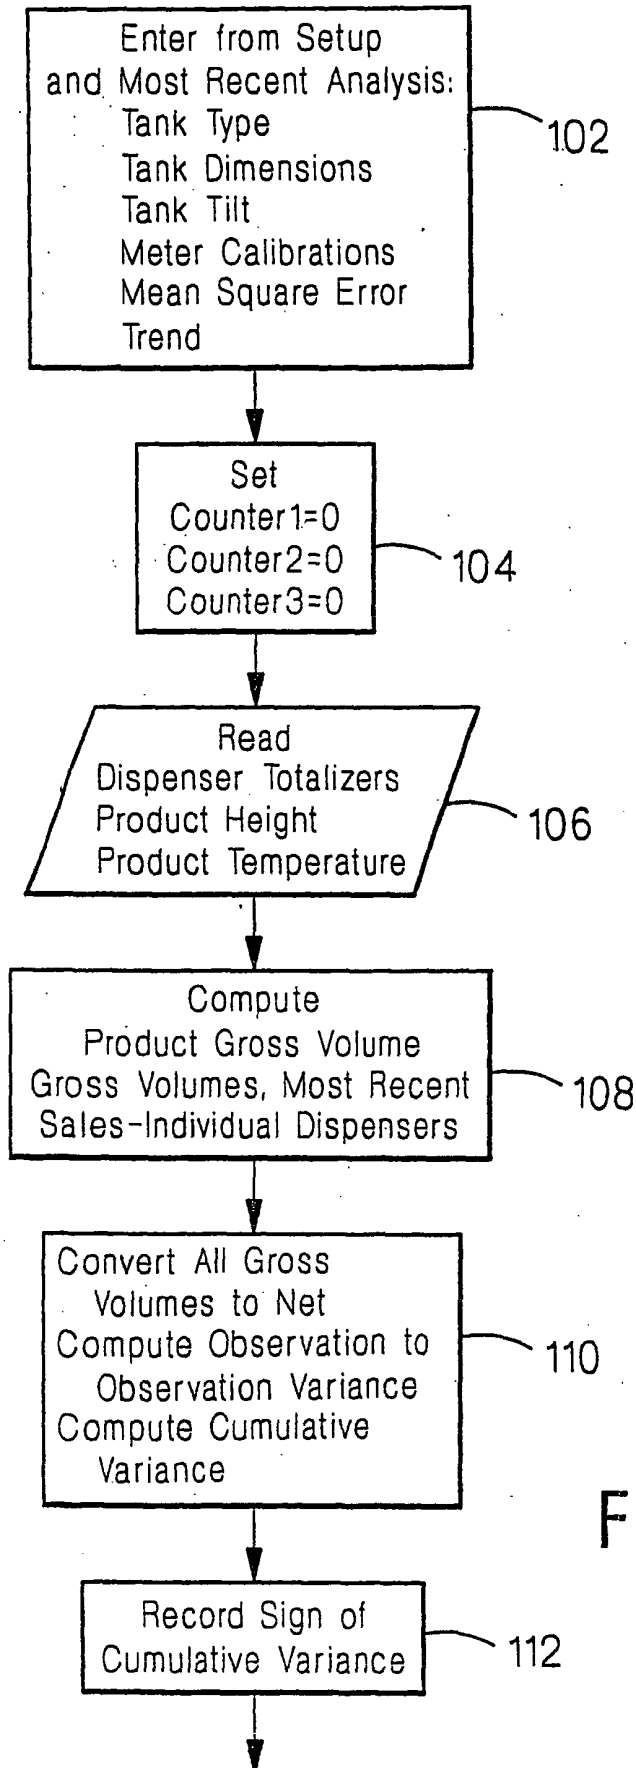 Enter from Setup
and Most Recent Analysis:
Tank Type
Tank Dimensions
Tank Tilt
Meter Calibrations
Mean Square Error
Trend
102
Set
Counter1=0
Counter2=0
Counter3=0
104
Read
Dispenser Totalizers
Product Height
Product Temperature
106
Compute
Product Gross Volume
Gross Volumes, Most Recent
Sales-Individual Dispensers
108
Convert All Gross
Volumes to Net
Compute Observation to
Observation Variance
Compute Cumulative
Variance
110
F
Record Sign of
Cumulative Variance
112